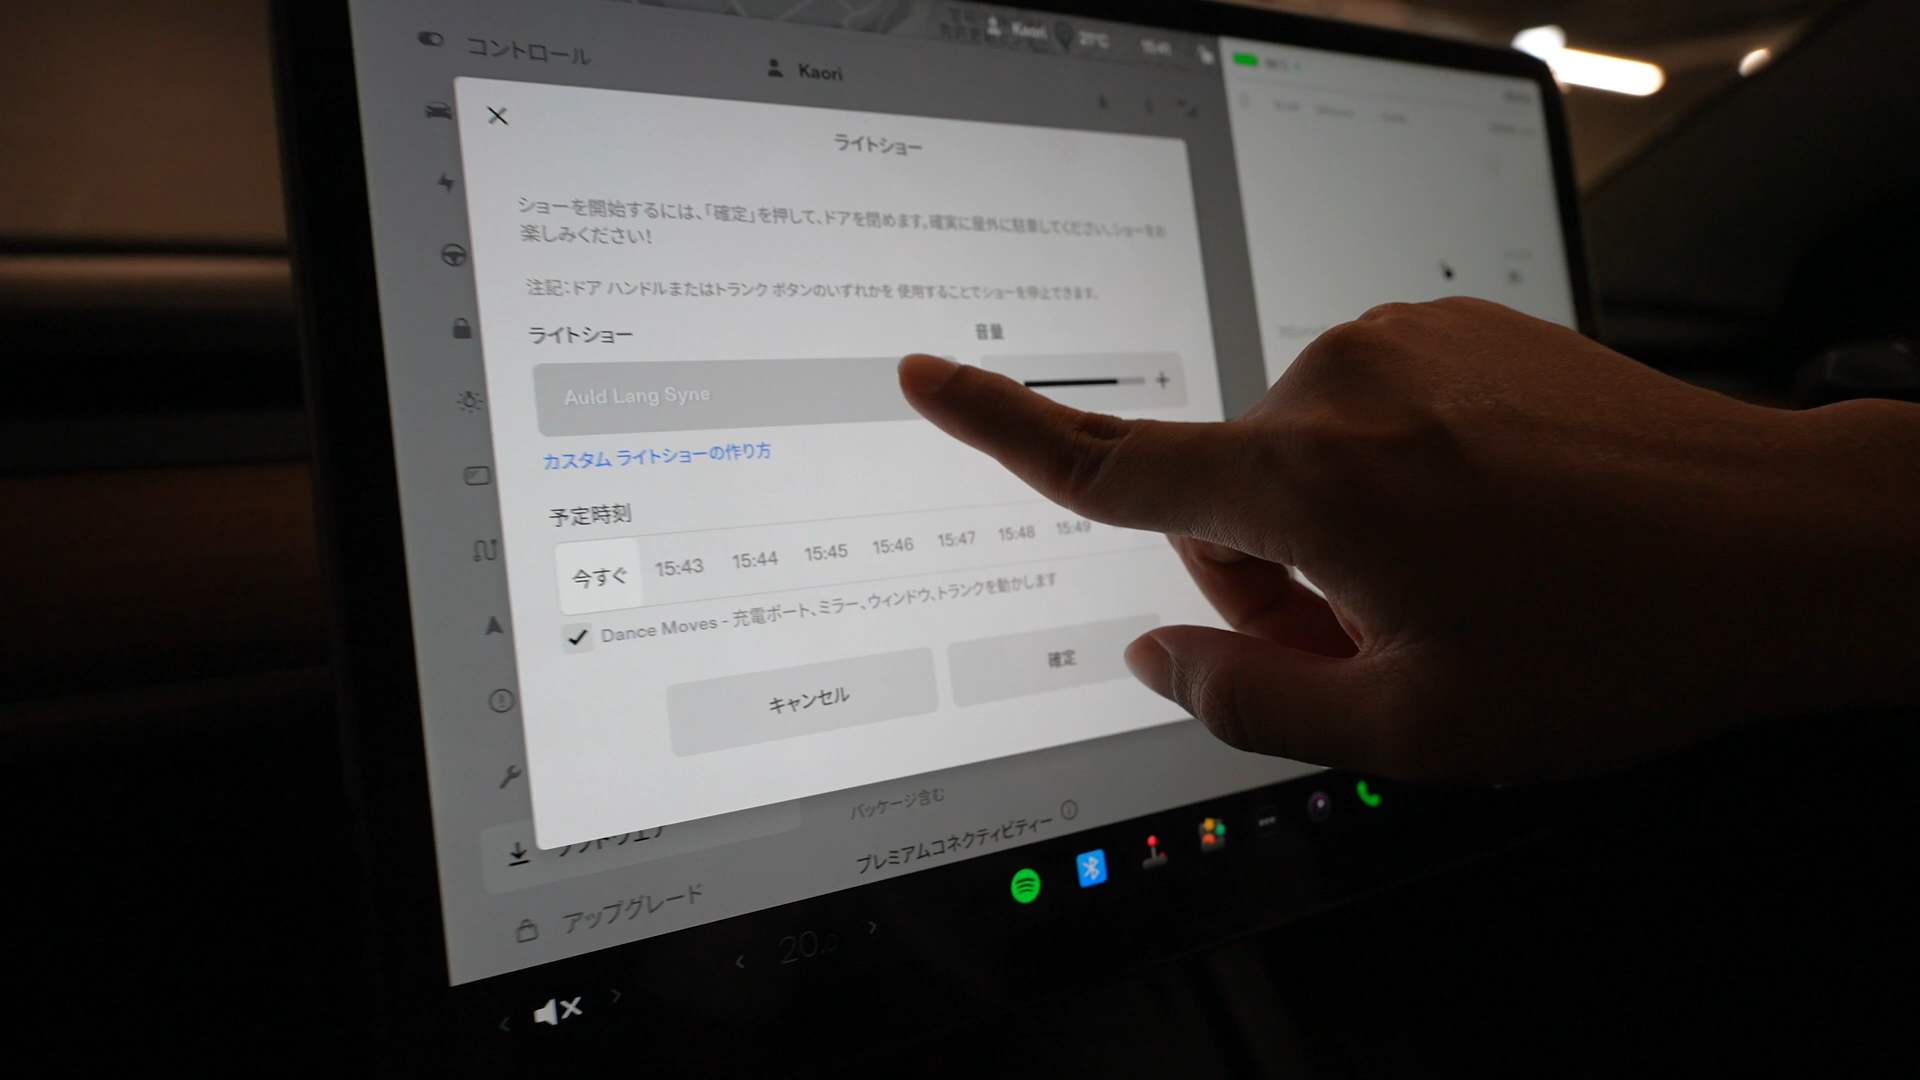 コントロール
Kaori
Kaori
21°C
15:41
ライトショー
ショーを開始するには、「確定」を押して、ドアを閉めます。確実に屋外に駐車してください。ショーをお
楽しみください!
注記：ドア ハンドルまたはトランク ボタンのいずれかを 使用することでショーを停止できます。
ライトショー
音量
Auld Lang Syne
カスタム ライトショーの作り方
予定時刻
今すぐ 15:43 15:44 15:45 15:46 15:47 15:48 15:49
Dance Moves - 充電ポート、ミラー、ウィンドウ、トランクを動かします
キャンセル
確定
パッケージ含む
プレミアムコネクティビティー
アップグレード
20.